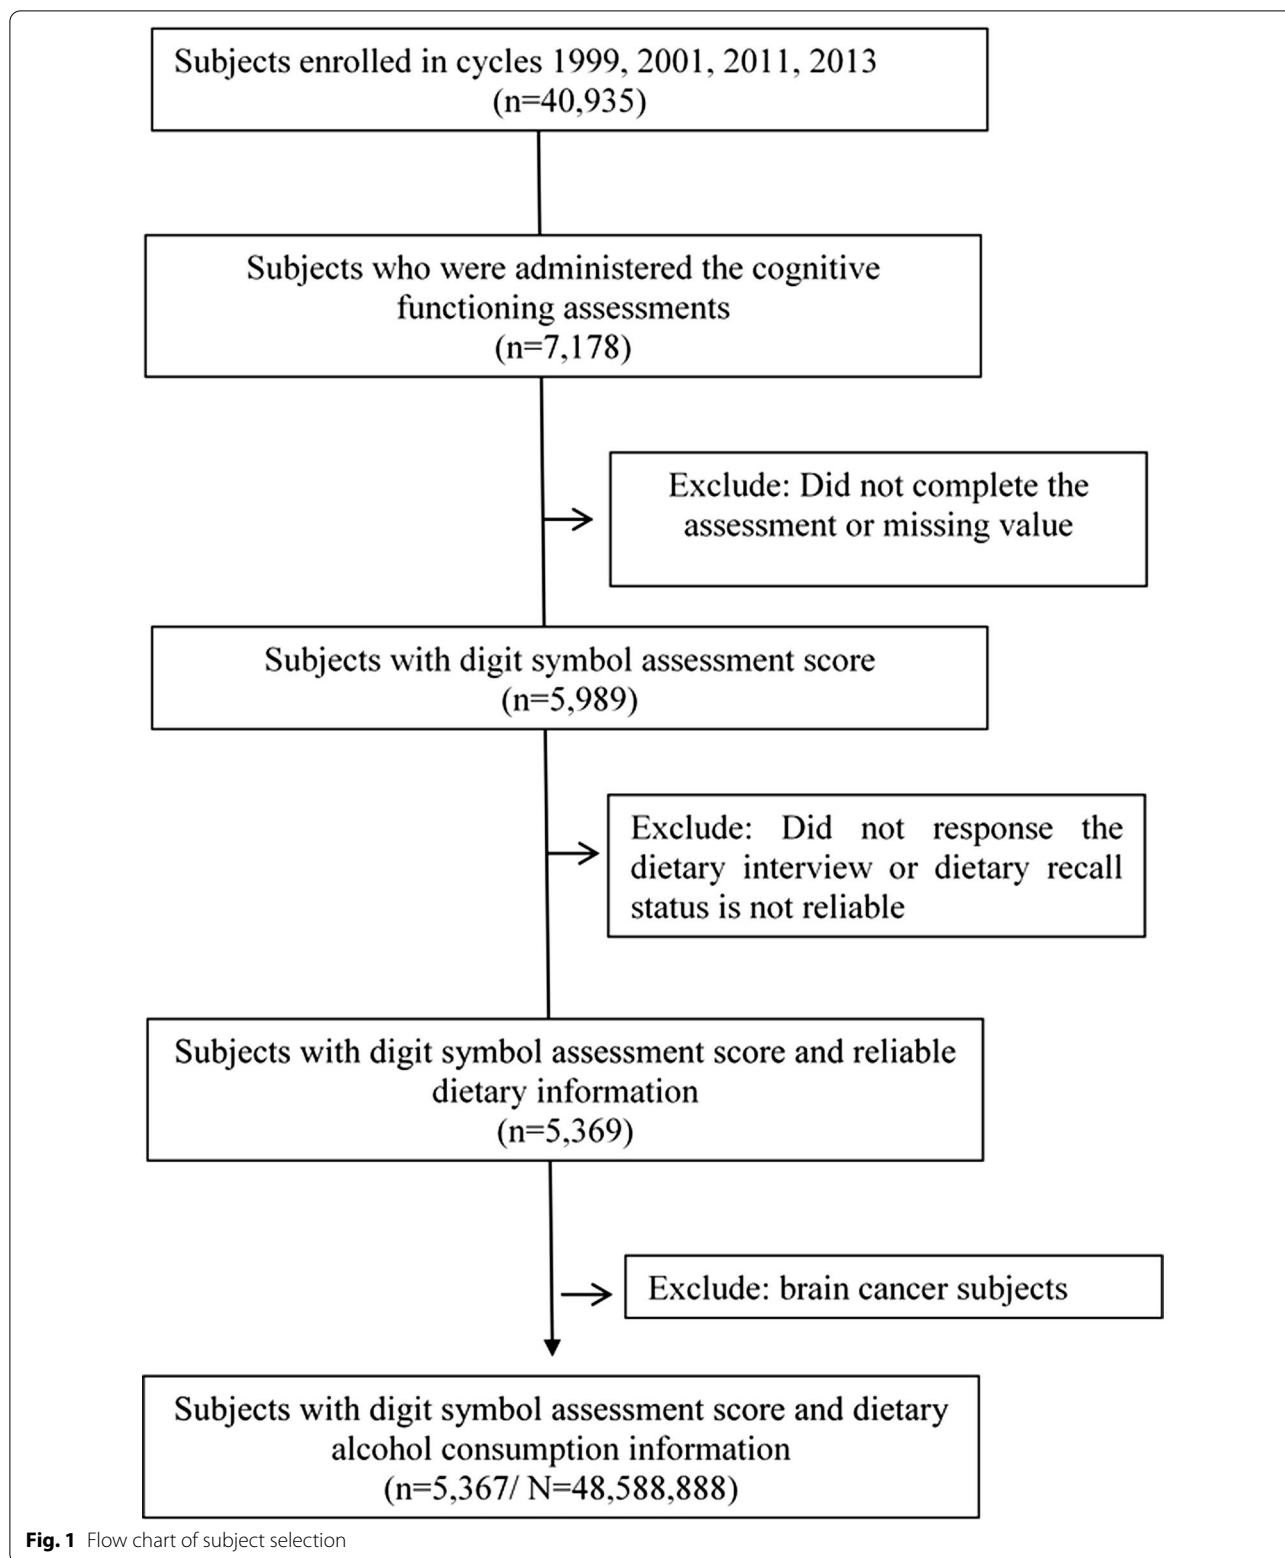 Subjects enrolled in cycles 1999, 2001, 2011, 2013
(n=40,935)
Subjects who were administered the cognitive
functioning assessments
(n=7,178)
Exclude: Did not complete the
assessment or missing value
Subjects with digit symbol assessment score
(n=5,989)
Exclude: Did not response the
dietary interview or dietary recall
status is not reliable
Subjects with digit symbol assessment score and reliable
dietary information
(n=5,369)
Exclude: brain cancer subjects
Subjects with digit symbol assessment score and dietary
alcohol consumption information
(n=5,367/ N=48,588,888)
Fig. 1 Flow chart of subject selection